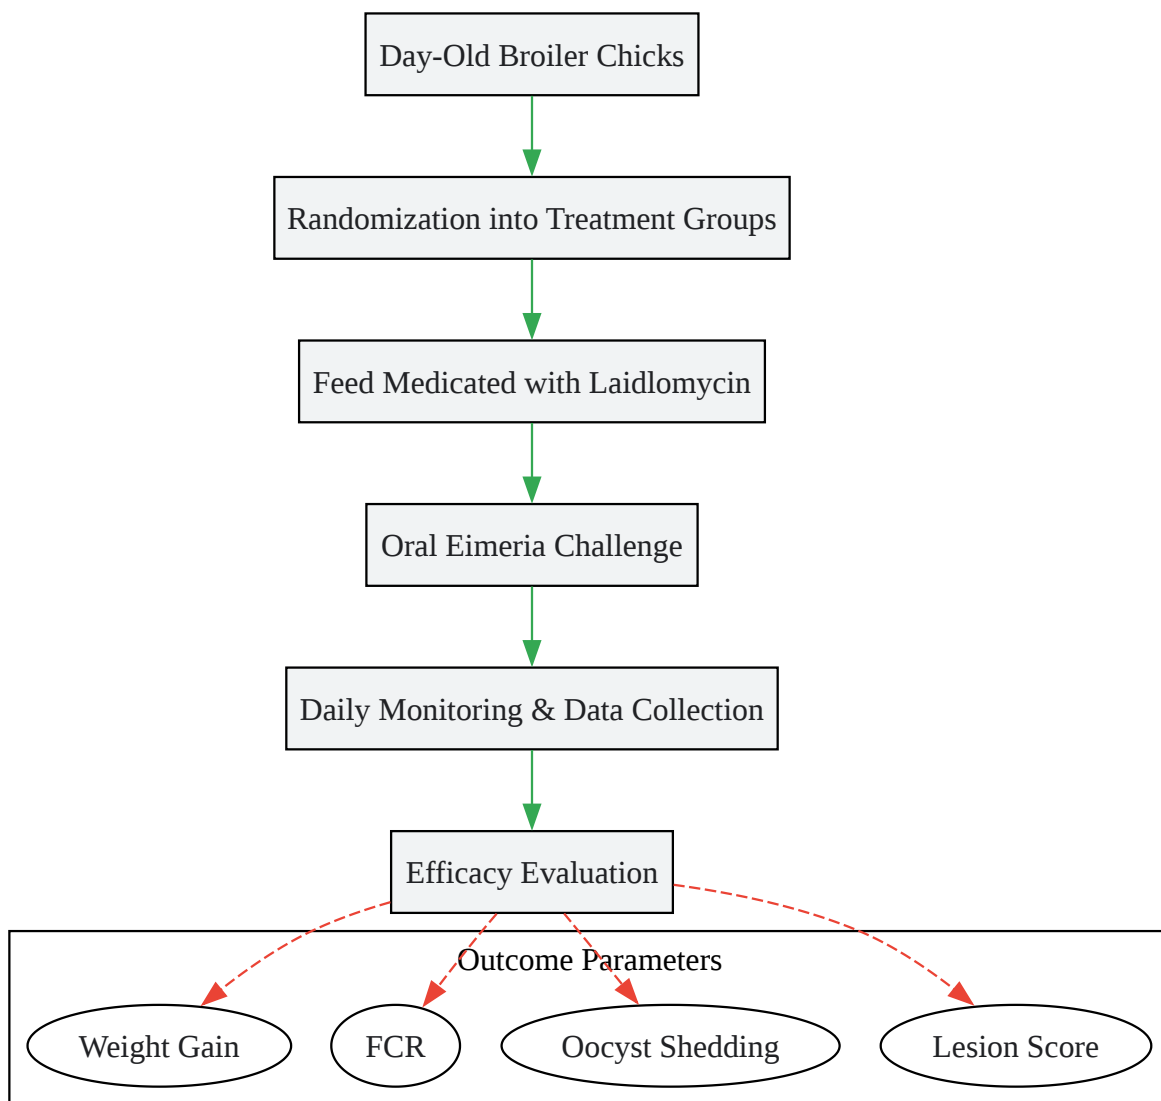 Day-Old Broiler Chicks
Randomization into Treatment Groups
Feed Medicated with Laidlomycin
Oral Eimeria Challenge
Daily Monitoring & Data Collection
Efficacy Evaluation
Outcome Parameters
Weight Gain
FCR
Oocyst Shedding
Lesion Score